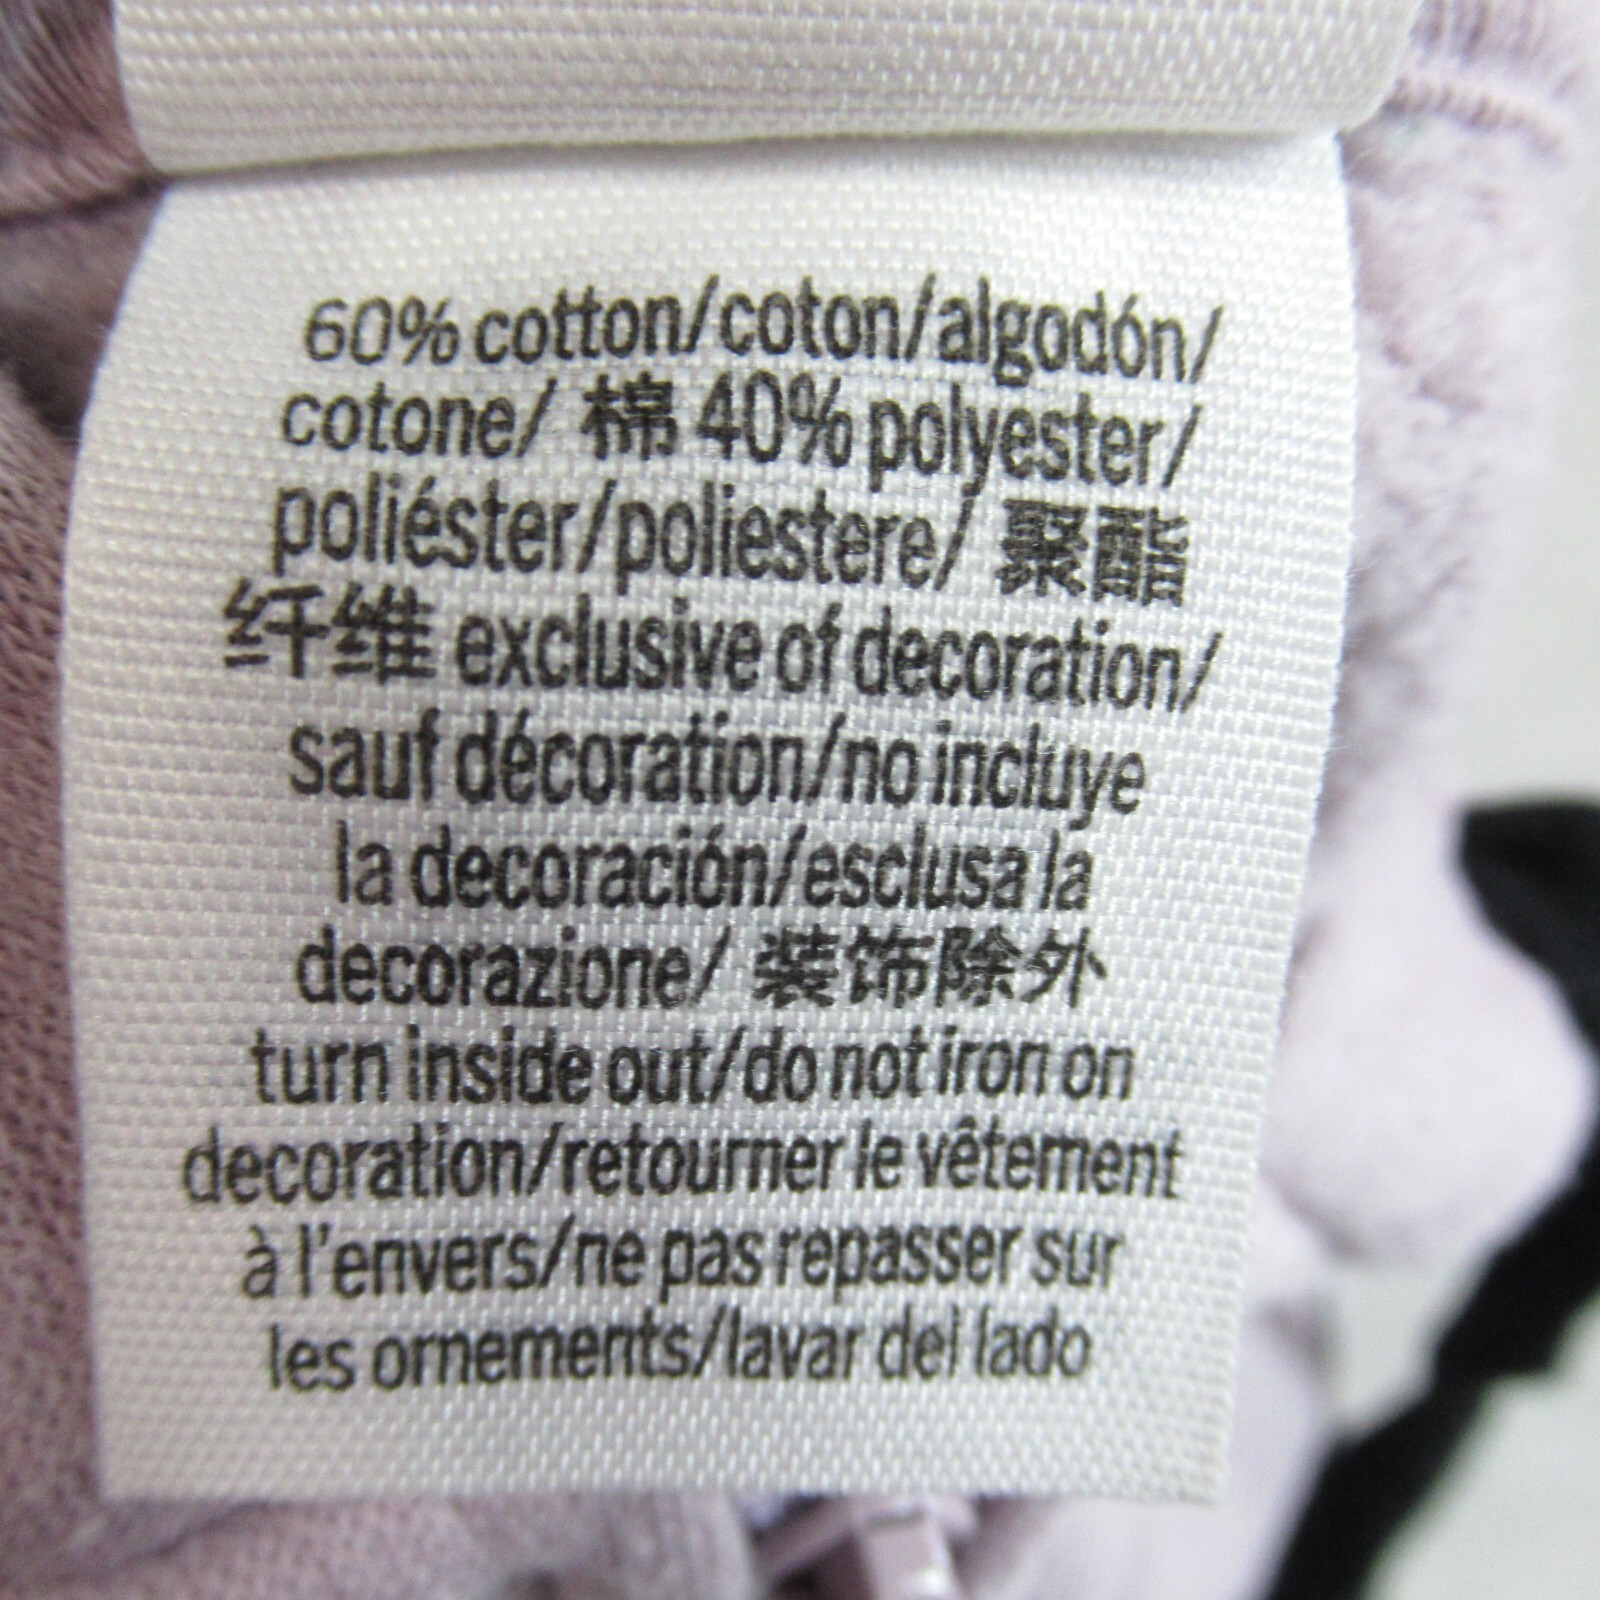 60% cotton/coton/algodón/
cotone/ 棉 40% polyester/
poliéster/poliestere/ 聚酯
纤维 exclusive of decoration/
sauf décoration/no incluye
la decoración/esclusa la
decorazione/ 装饰除外
turn inside out/do not iron on
decoration/retourner le vêtement
à l'envers/ne pas repasser sur
les ornements/lavar del lado